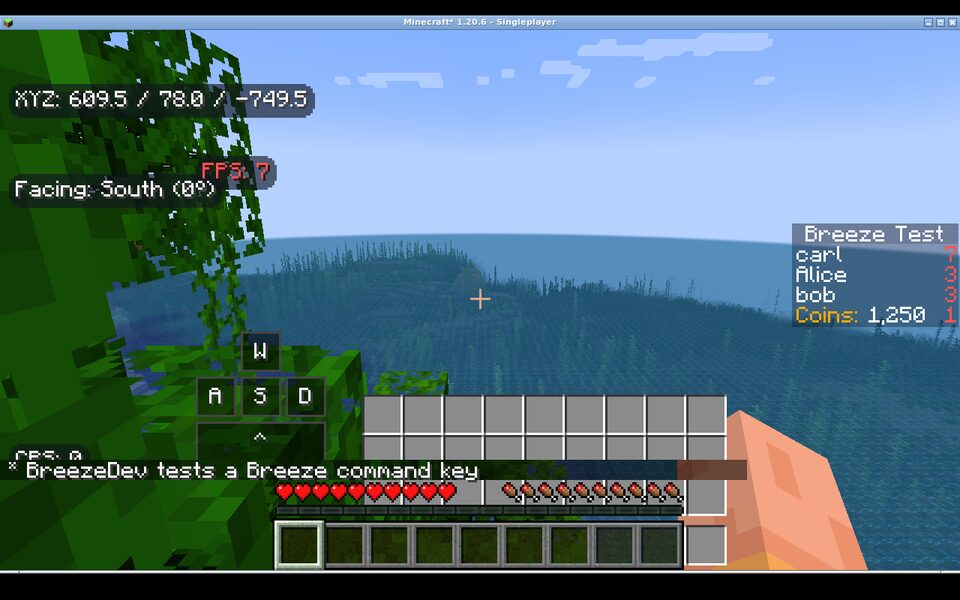 Minecraft* 1.20.6 - Singleplayer
XYZ: 609.5 / 78.0 / -749.5
FPS: 7
Facing: South (0º)
Breeze Test
carl 7
Alice 3
bob 3
Coins: 1,250 1
W
A S D
^
CPS: 0
* BreezeDev tests a Breeze command key